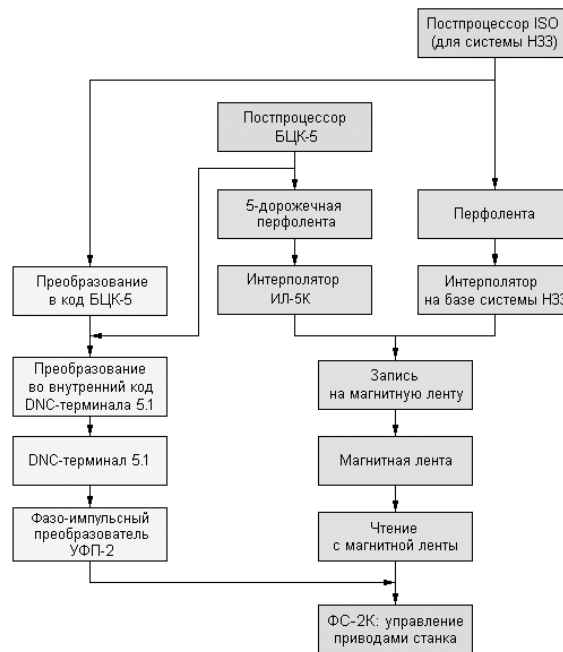 Постпроцессор ISO
(для системы Н33)
Постпроцессор
БЦК-5
5-дорожечная
перфолента
Перфолента
Преобразование
в код БЦК-5
Интерполятор
ИЛ-5К
Интерполятор
на базе системы Н33
Преобразование
во внутренний код
DNC-терминала 5.1
Запись
на магнитную ленту
DNC-терминал 5.1
Магнитная лента
Фазо-импульсный
преобразователь
УФП-2
Чтение
с магнитной ленты
ФС-2К: управление
приводами станка